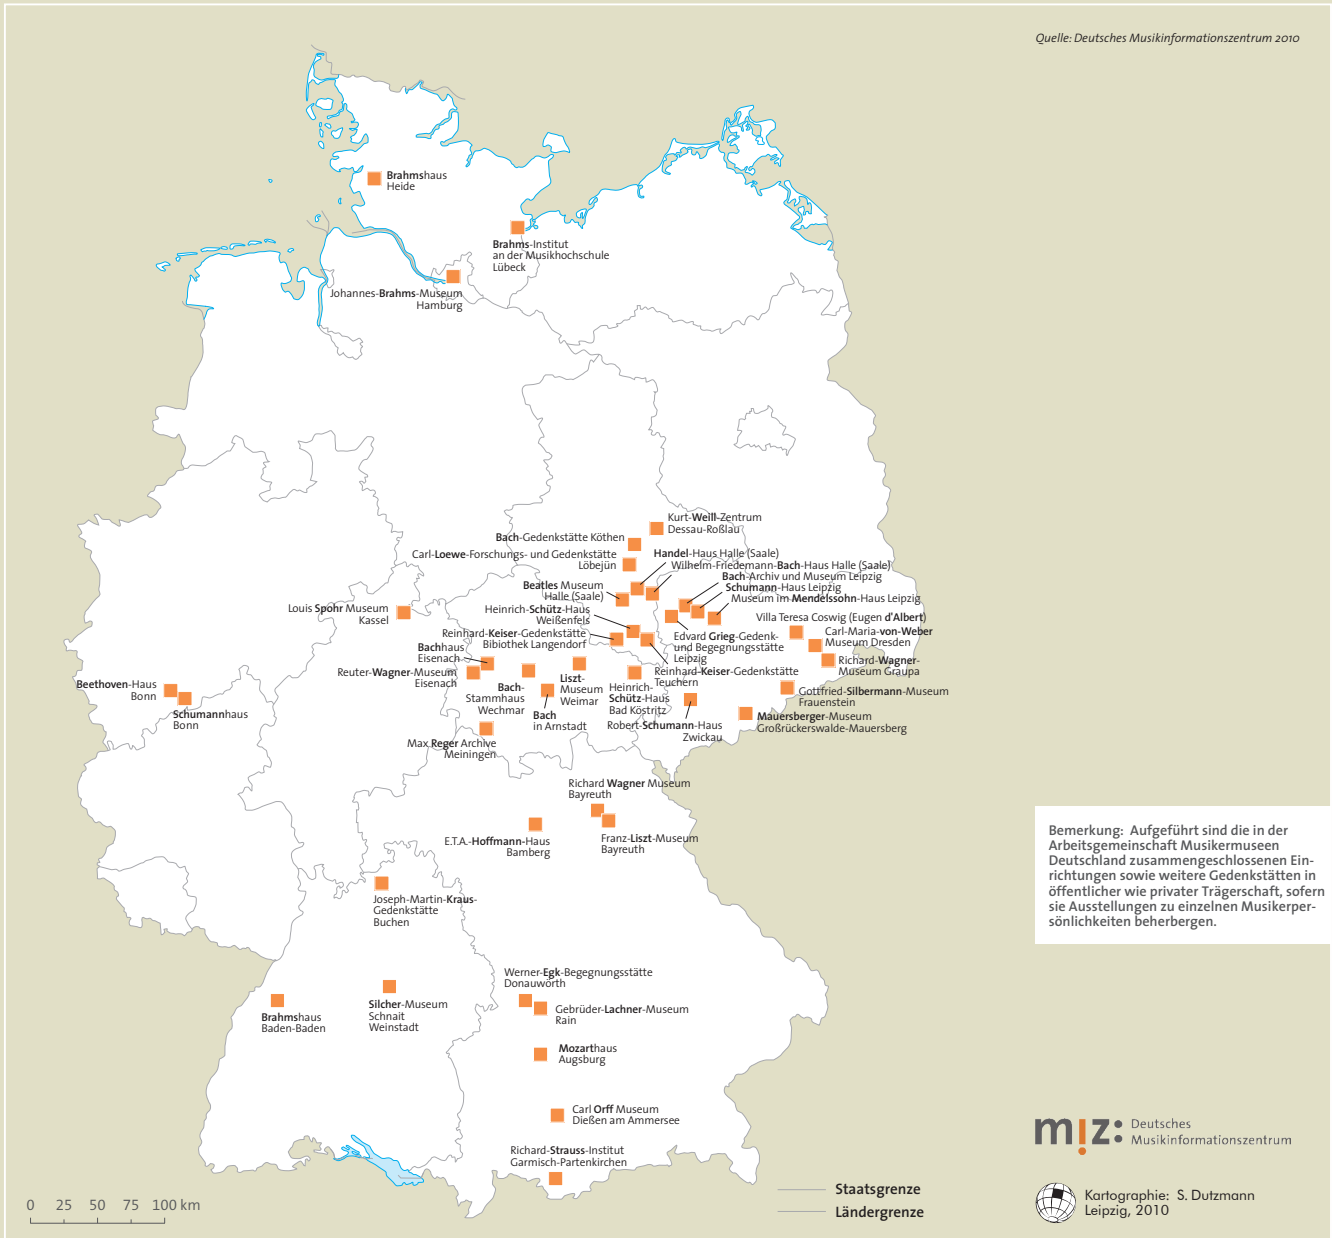 Quelle: Deutsches Musikinformationszentrum 2010
Brahmshaus
Heide
Brahms-Institut
an der Musikhochschule
Lübeck
Johannes-Brahms-Museum
Hamburg
Kurt-Weill-Zentrum
Dessau-Roßlau
Bach-Gedenkstätte Köthen
Carl-Loewe-Forschungs- und Gedenkstätte
Löbejün
Handel-Haus Halle (Saale)
Wilhelm-Friedemann-Bach-Haus Halle (Saale)
Bach-Archiv und Museum Leipzig
Schumann-Haus Leipzig
Museum im Mendelssohn-Haus Leipzig
Beatles Museum
Halle (Saale)
Heinrich-Schütz-Haus
Weißenfels
Reinhard-Keiser-Gedenkstätte
Bibiothek Langendorf
Louis Spohr Museum
Kassel
Villa Teresa Coswig (Eugen d'Albert)
Carl-Maria-von-Weber
Museum Dresden
Edvard Grieg-Gedenk-
und Begegnungsstätte
Leipzig
Richard-Wagner-
Museum Graupa
Reinhard-Keiser-Gedenkstätte
Teuchern
Bachhaus
Eisenach
Reuter-Wagner-Museum
Eisenach
Bach-
Stammhaus
Wechmar
Liszt-
Museum
Weimar
Bach
in Arnstadt
Heinrich-
Schütz-Haus
Bad Köstritz
Robert-Schumann-Haus
Zwickau
Gottfried-Silbermann-Museum
Frauenstein
Mauersberger-Museum
Großrückerswalde-Mauersberg
Beethoven-Haus
Bonn
Schumannhaus
Bonn
Max Reger Archive
Meiningen
Richard Wagner Museum
Bayreuth
Franz-Liszt-Museum
Bayreuth
E.T.A.-Hoffmann-Haus
Bamberg
Joseph-Martin-Kraus-
Gedenkstätte
Buchen
Bemerkung: Aufgeführt sind die in der
Arbeitsgemeinschaft Musikermuseen
Deutschland zusammengeschlossenen Ein-
richtungen sowie weitere Gedenkstätten in
öffentlicher wie privater Trägerschaft, sofern
sie Ausstellungen zu einzelnen Musikerper-
sönlichkeiten beherbergen.
Werner-Egk-Begegnungsstätte
Donauwörth
Gebrüder-Lachner-Museum
Rain
Brahmshaus
Baden-Baden
Silcher-Museum
Schnait
Weinstadt
Mozarthaus
Augsburg
Carl Orff Museum
Dießen am Ammersee
Richard-Strauss-Institut
Garmisch-Partenkirchen
0 25 50 75 100 km
Staatsgrenze
Ländergrenze
miz: Deutsches
Musikinformationszentrum
Kartographie: S. Dutzmann
Leipzig, 2010